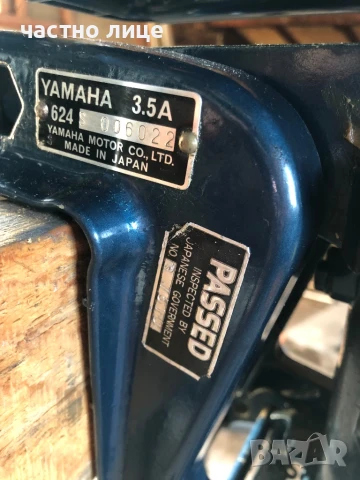 частно лице
YAMAHA 3.5A
624 S 006022
YAMAHA MOTOR CO., LTD.
MADE IN JAPAN
PASSED
INSPECTED BY
JAPANESE GOVERNMENT
NO
BAZAR